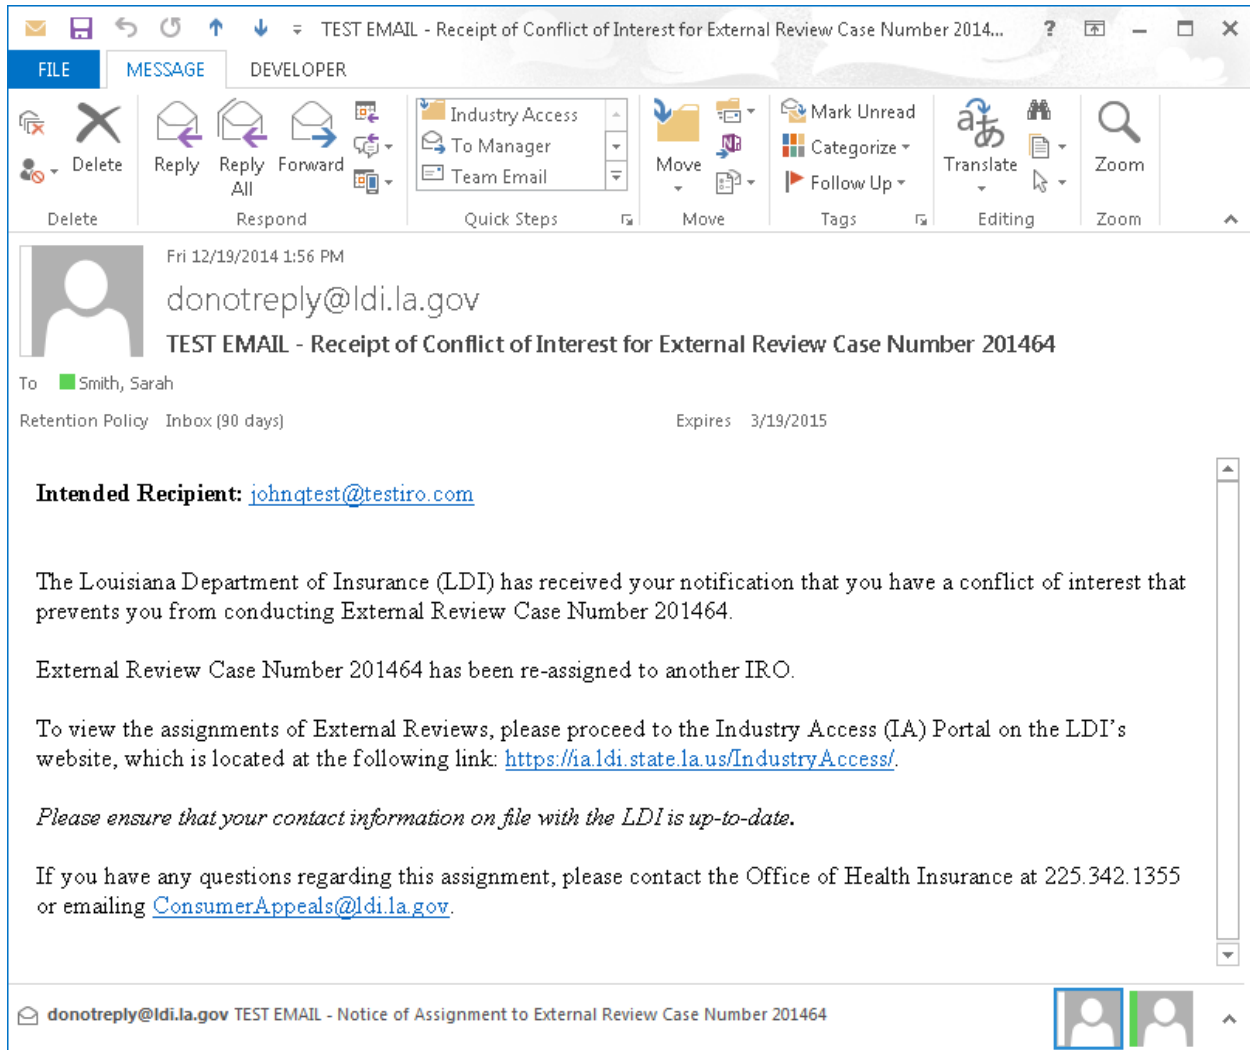 TEST EMAIL - Receipt of Conflict of Interest for External Review Case Number 2014... ?
FILE MESSAGE DEVELOPER
Delete
Reply
Reply All
Forward
Industry Access
To Manager
Team Email
Move
Mark Unread
Categorize
Follow Up
Translate
Zoom
Delete Respond Quick Steps Move Tags Editing Zoom
Fri 12/19/2014 1:56 PM
donotreply@ldi.la.gov
TEST EMAIL - Receipt of Conflict of Interest for External Review Case Number 201464
To Smith, Sarah
Retention Policy Inbox (90 days) Expires 3/19/2015
Intended Recipient: johnqtest@testiro.com
The Louisiana Department of Insurance (LDI) has received your notification that you have a conflict of interest that
prevents you from conducting External Review Case Number 201464.
External Review Case Number 201464 has been re-assigned to another IRO.
To view the assignments of External Reviews, please proceed to the Industry Access (IA) Portal on the LDI's
website, which is located at the following link: https://ia.ldi.state.la.us/IndustryAccess/.
Please ensure that your contact information on file with the LDI is up-to-date.
If you have any questions regarding this assignment, please contact the Office of Health Insurance at 225.342.1355
or emailing ConsumerAppeals@ldi.la.gov.
donotreply@ldi.la.gov TEST EMAIL - Notice of Assignment to External Review Case Number 201464